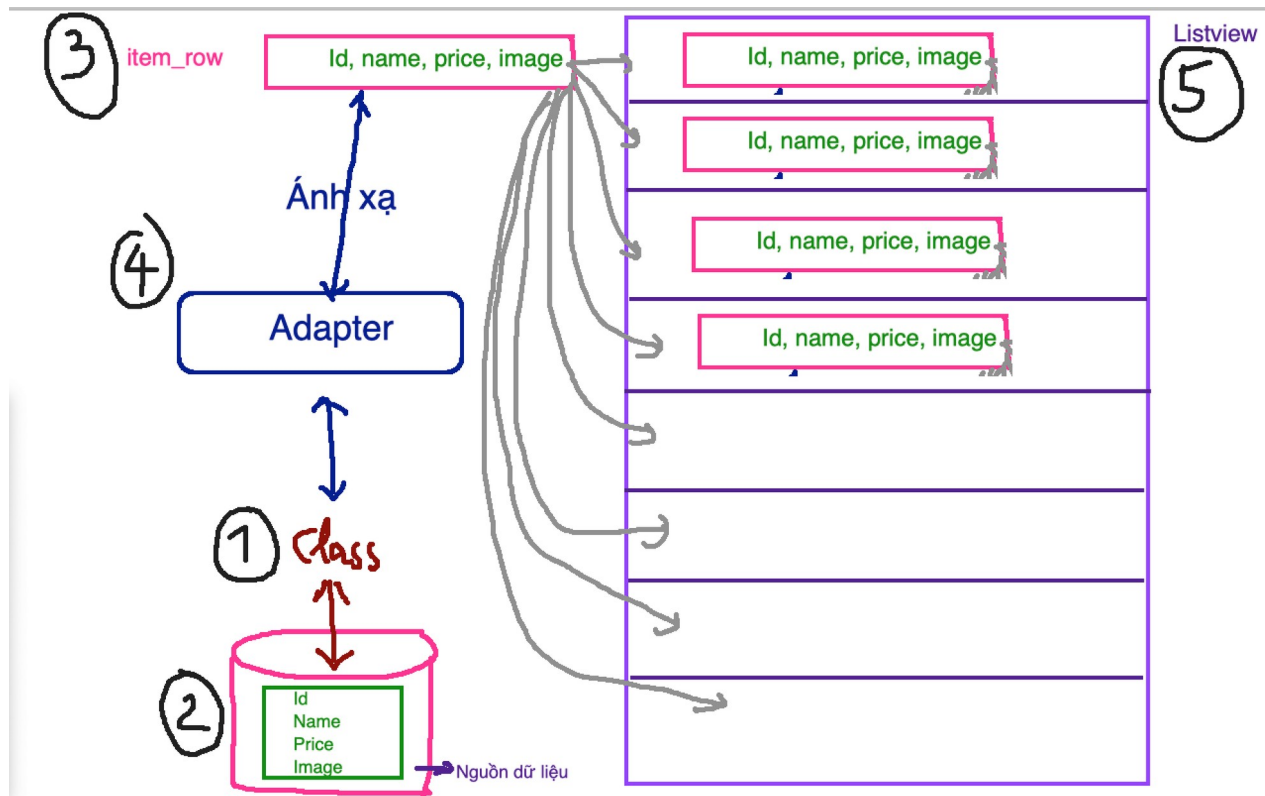 3
item_row
Id, name, price, image
Listview
5
Id, name, price, image
Id, name, price, image
Id, name, price, image
Id, name, price, image
Ánh xạ
4
Adapter
1
Class
2
Id
Name
Price
Image
Nguồn dữ liệu